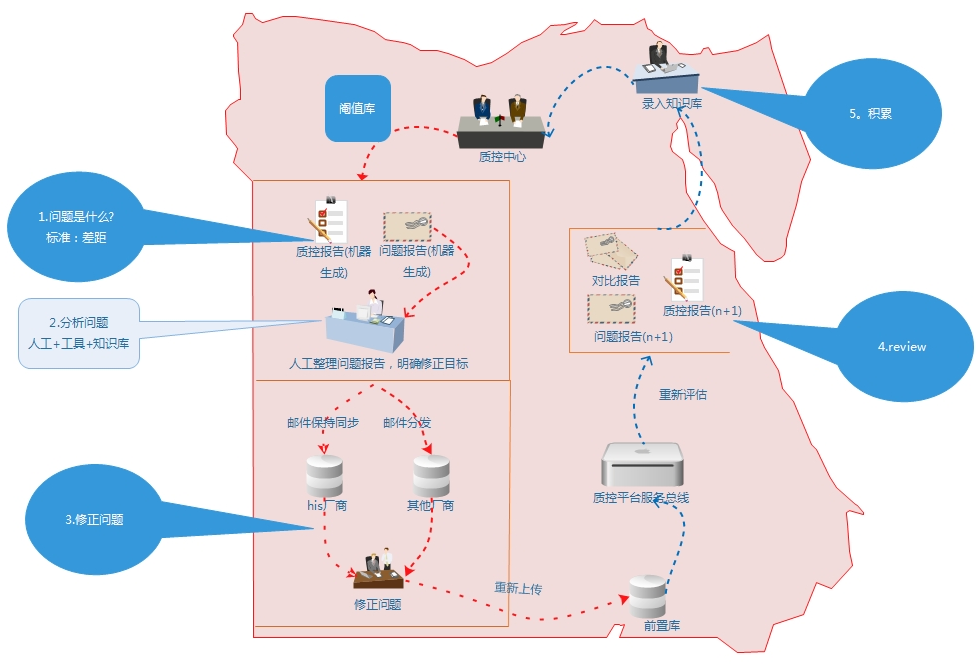 阈值库
录入知识库
5。积累
质控中心
1.问题是什么?
标准：差距
质控报告(机器
生成)
问题报告(机器
生成)
对比报告
质控报告(n+1)
问题报告(n+1)
2.分析问题
人工+工具+知识库
4.review
人工整理问题报告，明确修正目标
重新评估
邮件保持同步
邮件分发
质控平台服务总线
his厂商
其他厂商
3.修正问题
重新上传
修正问题
前置库